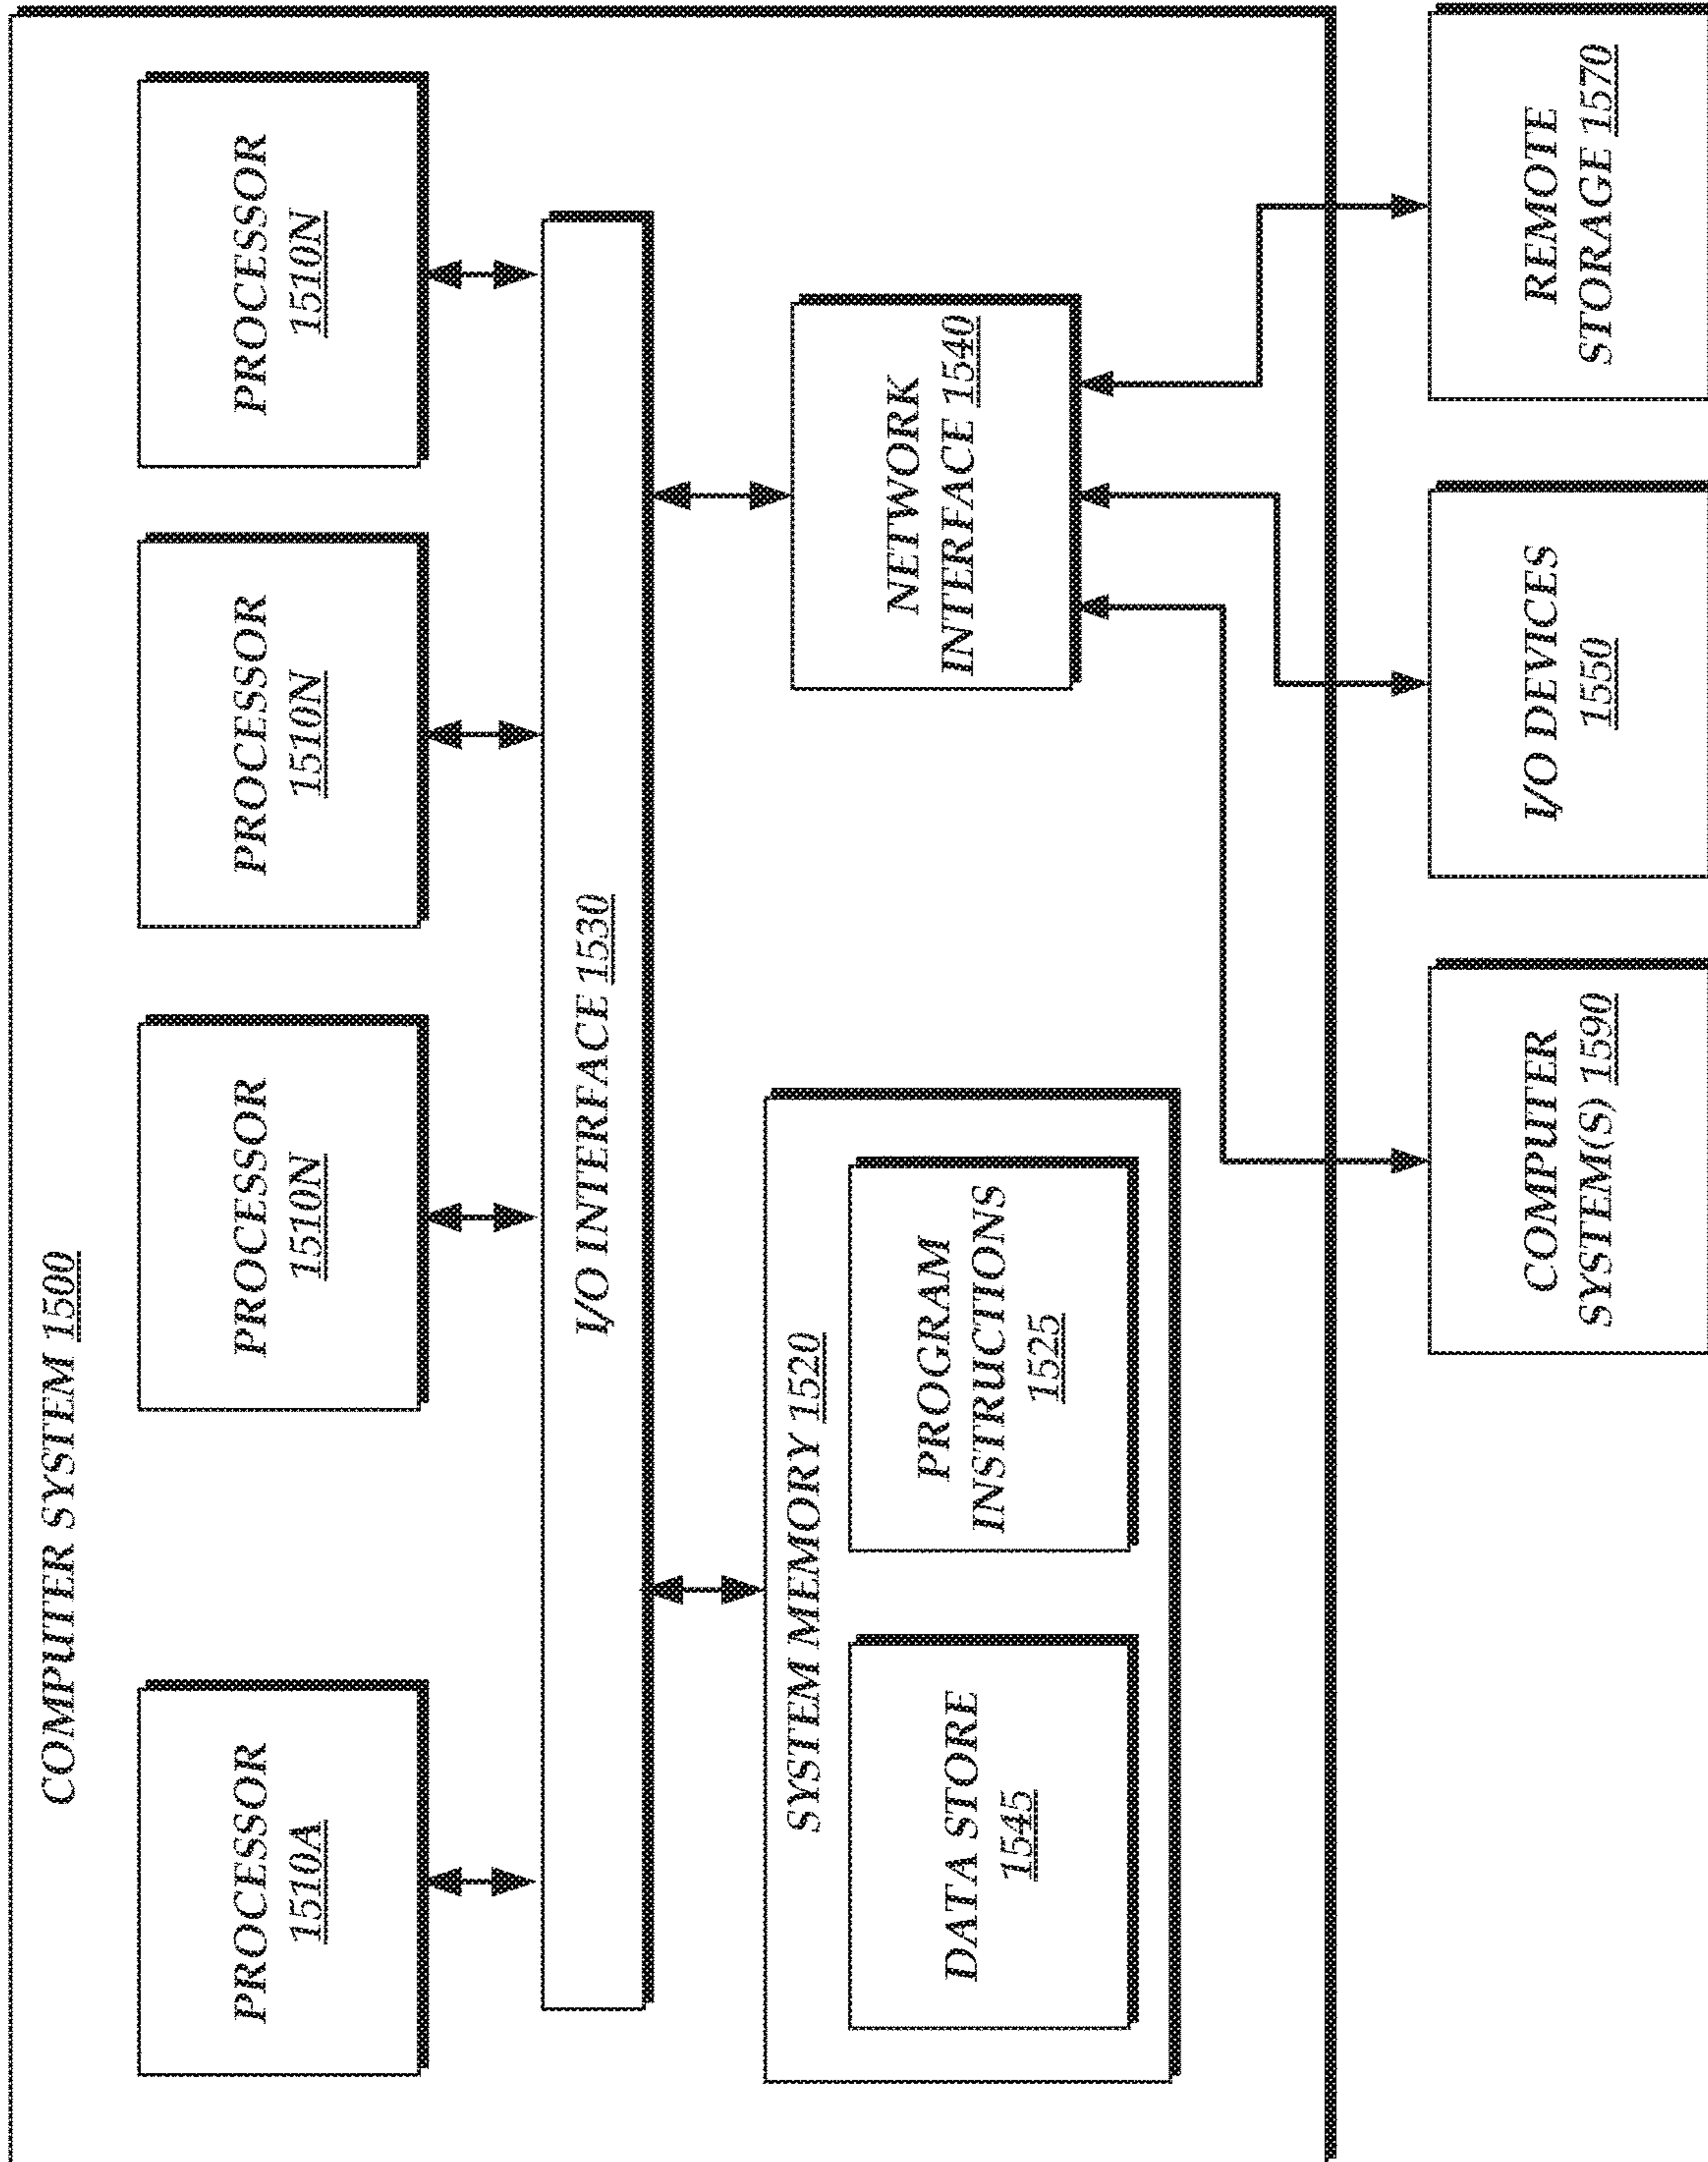 COMPUTER SYSTEM 1500
PROCESSOR
1510A
PROCESSOR
1510N
PROCESSOR
1510N
PROCESSOR
1510N
I/O INTERFACE 1530
SYSTEM MEMORY 1520
DATA STORE
1545
PROGRAM
INSTRUCTIONS
1525
NETWORK
INTERFACE 1540
COMPUTER
SYSTEM(S) 1590
I/O DEVICES
1550
REMOTE
STORAGE 1570